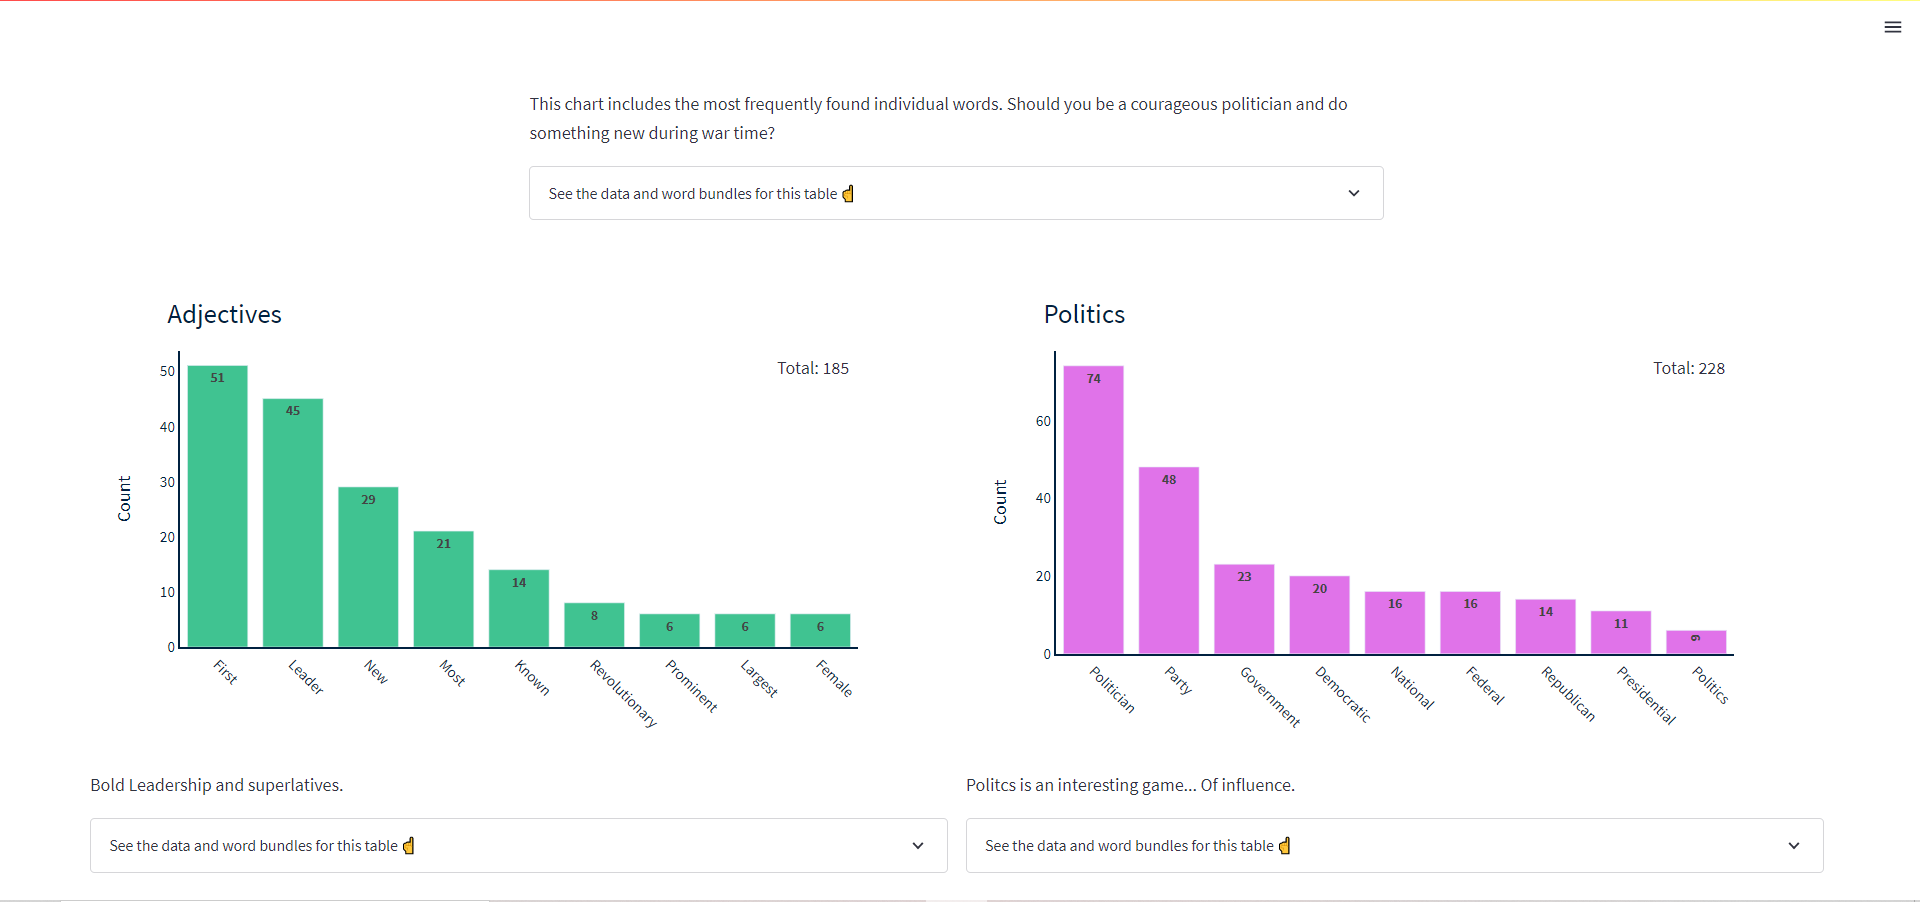 This chart includes the most frequently found individual words. Should you be a courageous politician and do
something new during war time?
See the data and word bundles for this table ☝
Adjectives
Total: 185
Count
50
40
30
20
10
0
51
45
29
21
14
8
6
6
6
First
Leader
New
Most
Known
Revolutionary
Prominent
Largest
Female
Bold Leadership and superlatives.
See the data and word bundles for this table ☝
Politics
Total: 228
Count
60
40
20
0
74
48
23
20
16
16
14
11
6
Politician
Party
Government
Democratic
National
Federal
Republican
Presidential
Politics
Politcs is an interesting game... Of influence.
See the data and word bundles for this table ☝